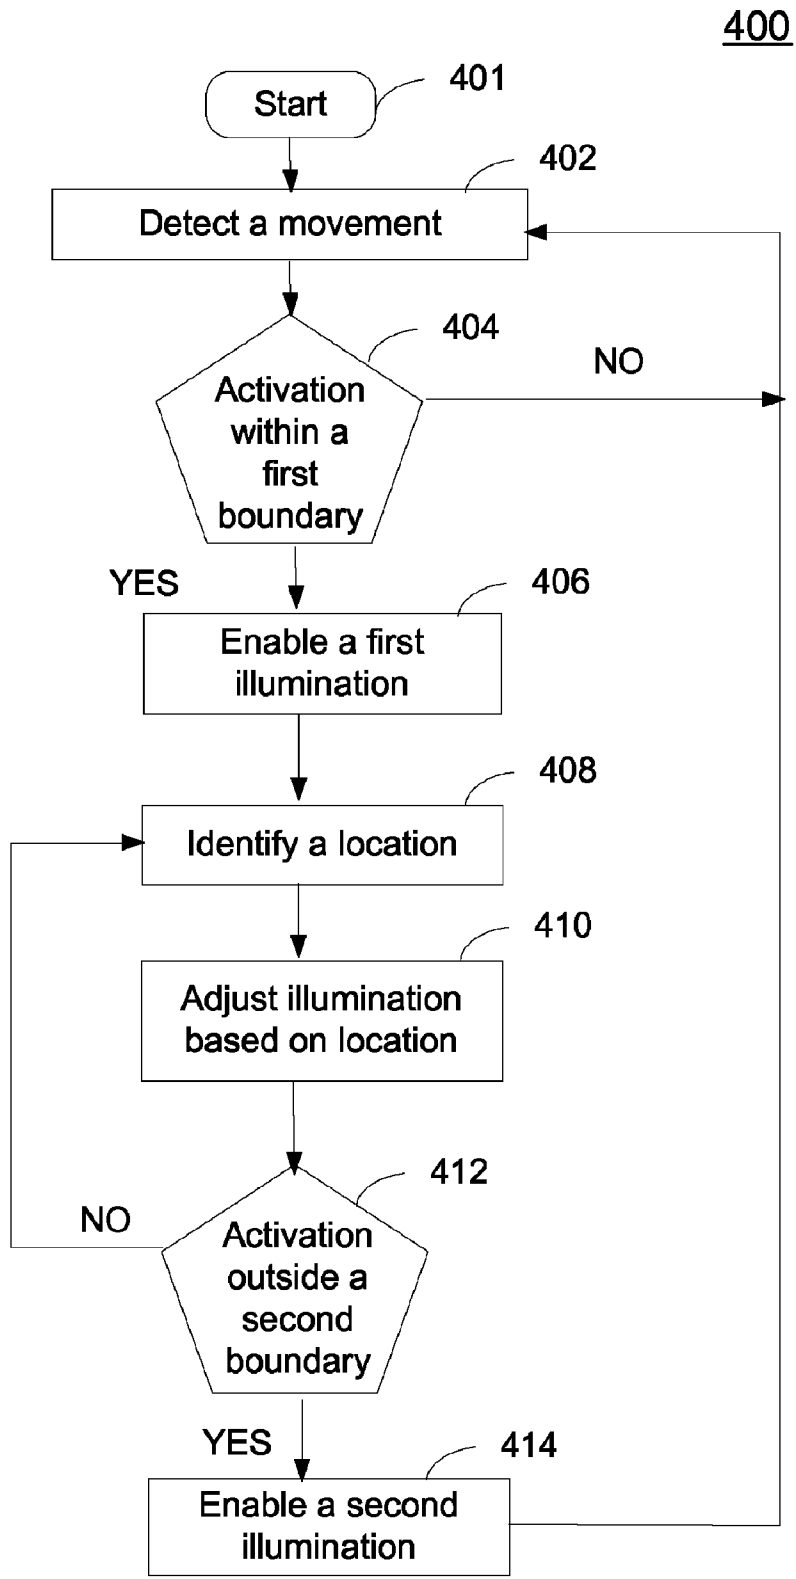 400
Start
401
402
Detect a movement
404
NO
Activation
within a
first
boundary
YES
406
Enable a first
illumination
408
Identify a location
410
Adjust illumination
based on location
412
NO
Activation
outside a
second
boundary
YES
414
Enable a second
illumination